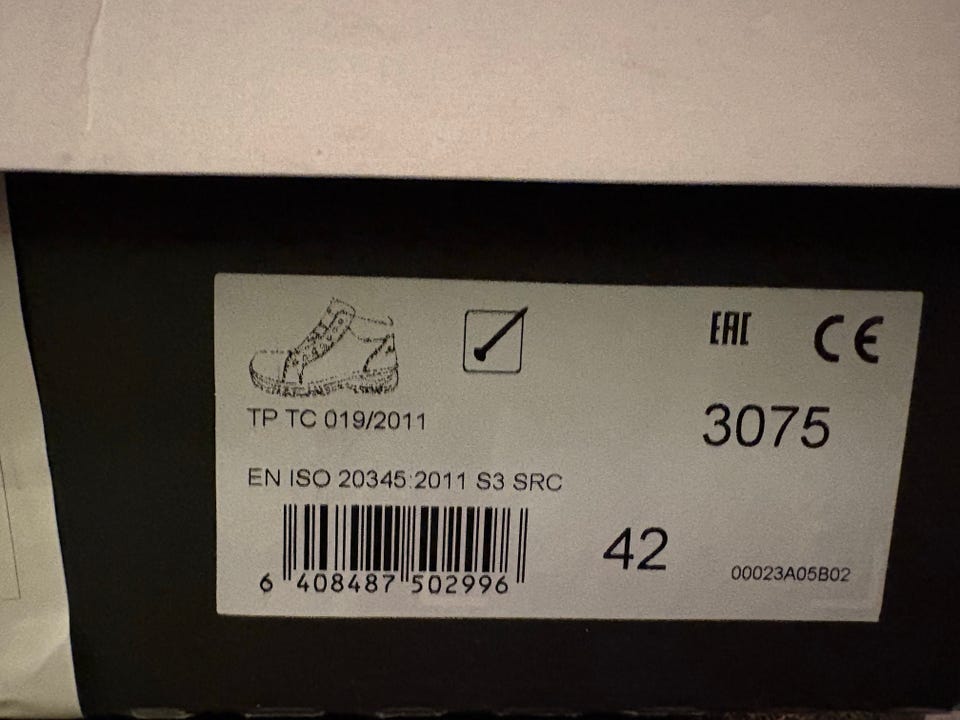 EAC CE
TP TC 019/2011
3075
EN ISO 20345:2011 S3 SRC
42
00023A05B02
6 408487 502996